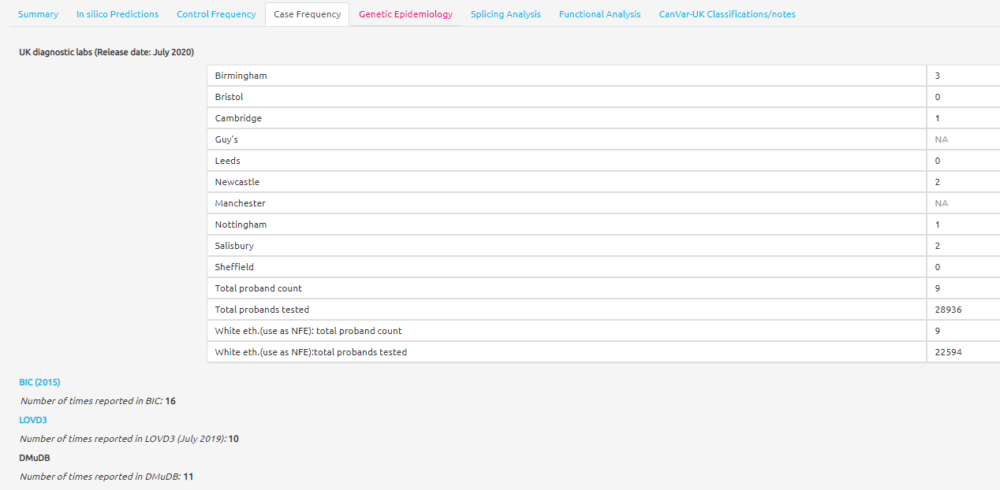 Summary In silico Predictions Control Frequency Case Frequency Genetic Epidemiology Splicing Analysis Functional Analysis CanVar-UK Classifications/notes
UK diagnostic labs (Release date: July 2020)
Birmingham 3
Bristol 0
Cambridge 1
Guy's NA
Leeds 0
Newcastle 2
Manchester NA
Nottingham 1
Salisbury 2
Sheffield 0
Total proband count 9
Total probands tested 28936
White eth.(use as NFE): total proband count 9
White eth.(use as NFE):total probands tested 22594
BIC (2015)
Number of times reported in BIC: 16
LOVD3
Number of times reported in LOVD3 (July 2019): 10
DMuDB
Number of times reported in DMuDB: 11